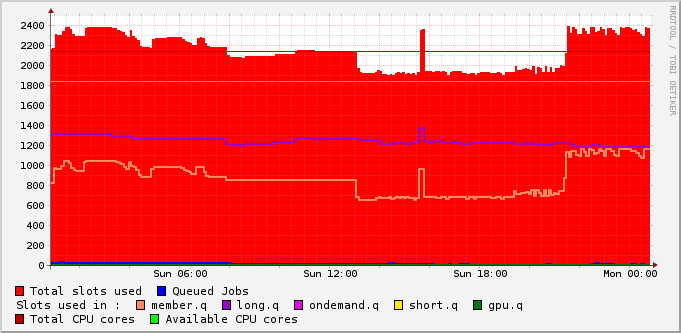 2400
2200
2000
1800
1600
1400
1200
1000
800
600
400
200
0
Sun 06:00 Sun 12:00 Sun 18:00 Mon 00:00
Total slots used Queued Jobs
Slots used in : member.q long.q ondemand.q short.q gpu.q
Total CPU cores Available CPU cores
RRDTOOL / TOBI OETIKER